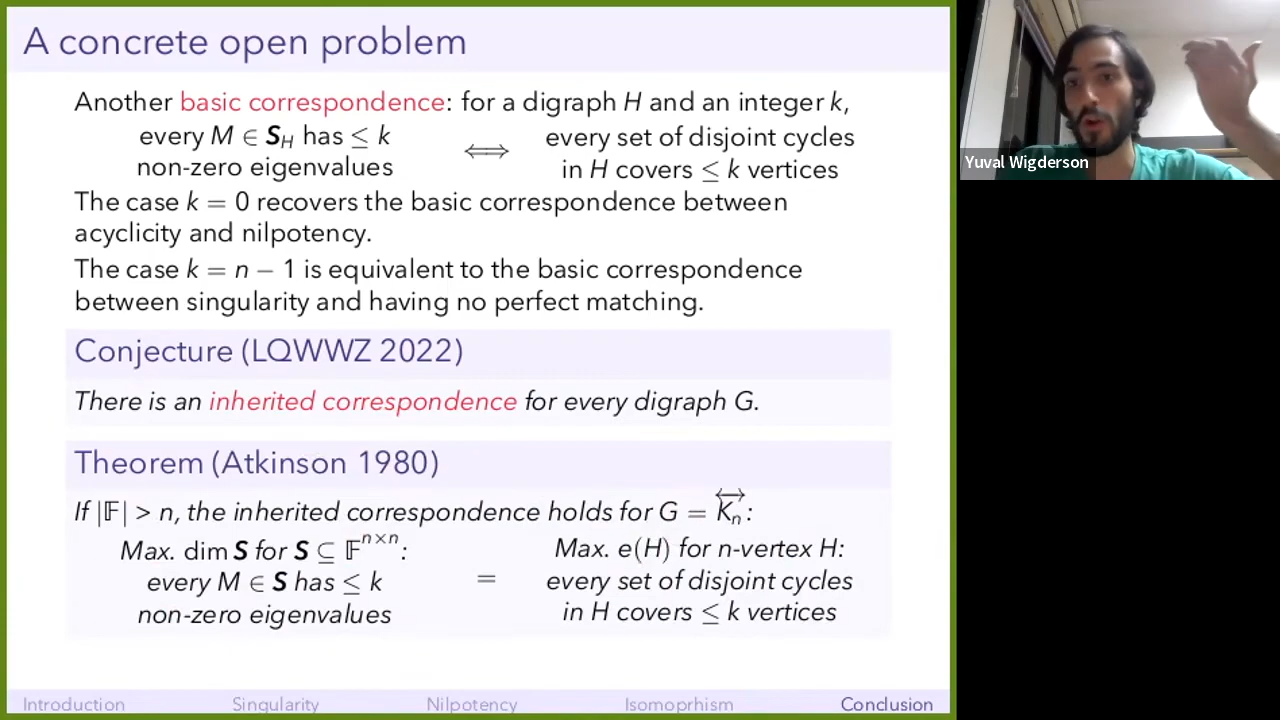 A concrete open problem
Another basic correspondence: for a digraph H and an integer k,
every M ∈ S_H has ≤ k
non-zero eigenvalues
⟺
every set of disjoint cycles
in H covers ≤ k vertices
The case k = 0 recovers the basic correspondence between
acyclicity and nilpotency.
The case k = n − 1 is equivalent to the basic correspondence
between singularity and having no perfect matching.
Conjecture (LQWWZ 2022)
There is an inherited correspondence for every digraph G.
Theorem (Atkinson 1980)
If |𝔽| > n, the inherited correspondence holds for G = \overleftrightarrow{K_n}:
Max. dim S for S ⊆ 𝔽^{n×n}:
every M ∈ S has ≤ k
non-zero eigenvalues
=
Max. e(H) for n-vertex H:
every set of disjoint cycles
in H covers ≤ k vertices
Introduction Singularity Nilpotency Isomoprhism Conclusion
Yuval Wigderson